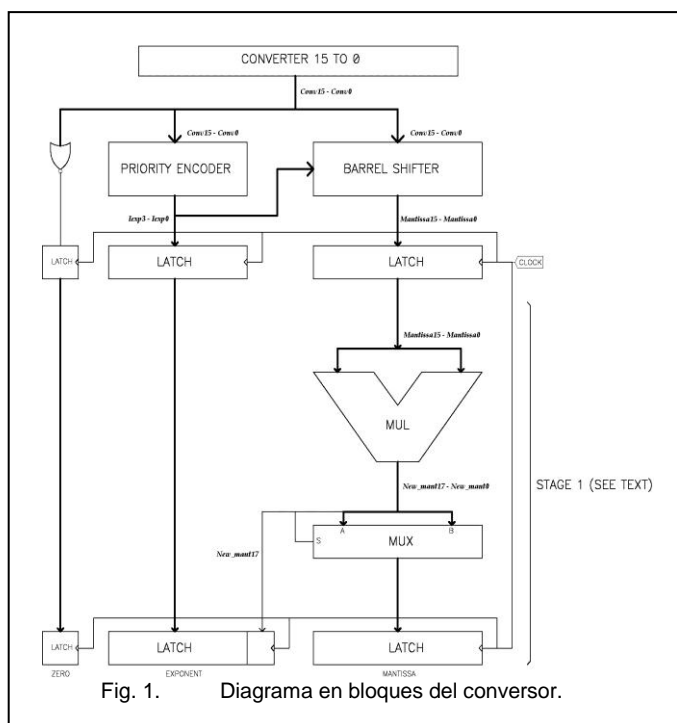 CONVERTER 15 TO 0
Conv15 - Conv0
Conv15 - Conv0
Conv15 - Conv0
PRIORITY ENCODER
BARREL SHIFTER
Iexp3 - Iexp0
Mantissa15 - Mantissa0
LATCH
LATCH
LATCH
CLOCK
Mantissa15 - Mantissa0
MUL
New_mant17 - New_mant0
STAGE 1 (SEE TEXT)
A
B
S
MUX
New_mant17
LATCH
LATCH
LATCH
ZERO
EXPONENT
MANTISSA
Fig. 1. Diagrama en bloques del conversor.